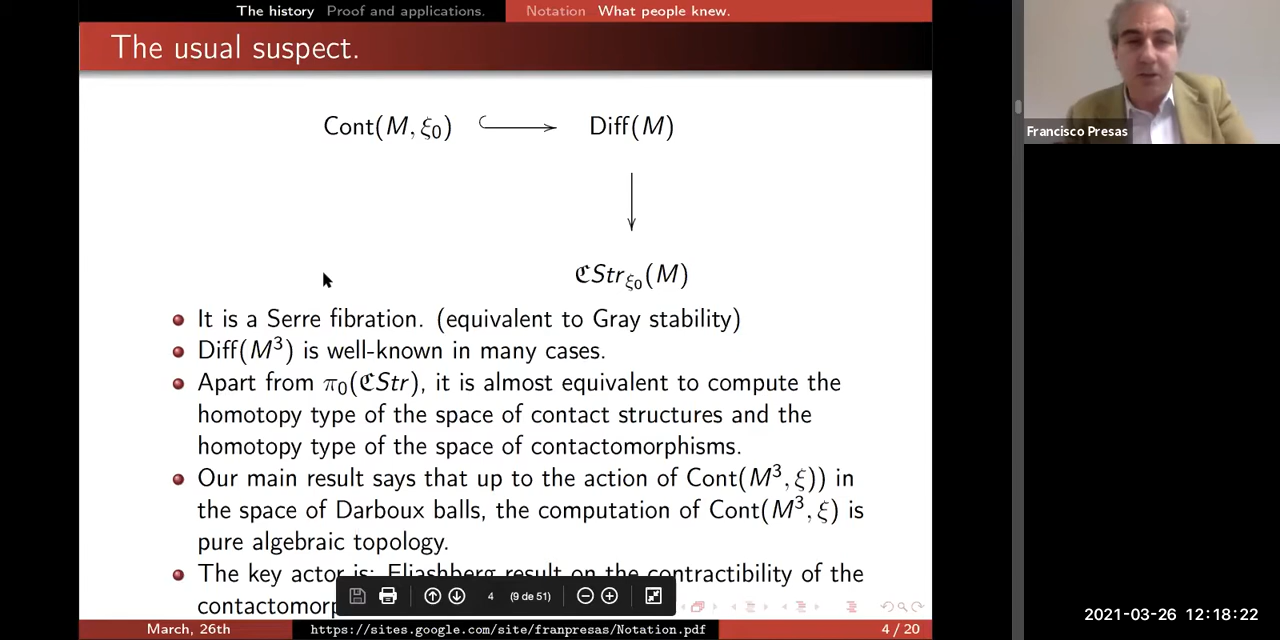 The history Proof and applications. Notation What people knew.
The usual suspect.
Cont(M, ξ₀) Diff(M)
ℭStr_ξ₀(M)
It is a Serre fibration. (equivalent to Gray stability)
Diff(M³) is well-known in many cases.
Apart from π₀(ℭStr), it is almost equivalent to compute the
homotopy type of the space of contact structures and the
homotopy type of the space of contactomorphisms.
Our main result says that up to the action of Cont(M³, ξ)) in
the space of Darboux balls, the computation of Cont(M³, ξ) is
pure algebraic topology.
The key actor is: Eliashberg result on the contractibility of the
4 (9 de 51)
March, 26th https://sites.google.com/site/franpresas/Notation.pdf 4 / 20
Francisco Presas
2021-03-26 12:18:22